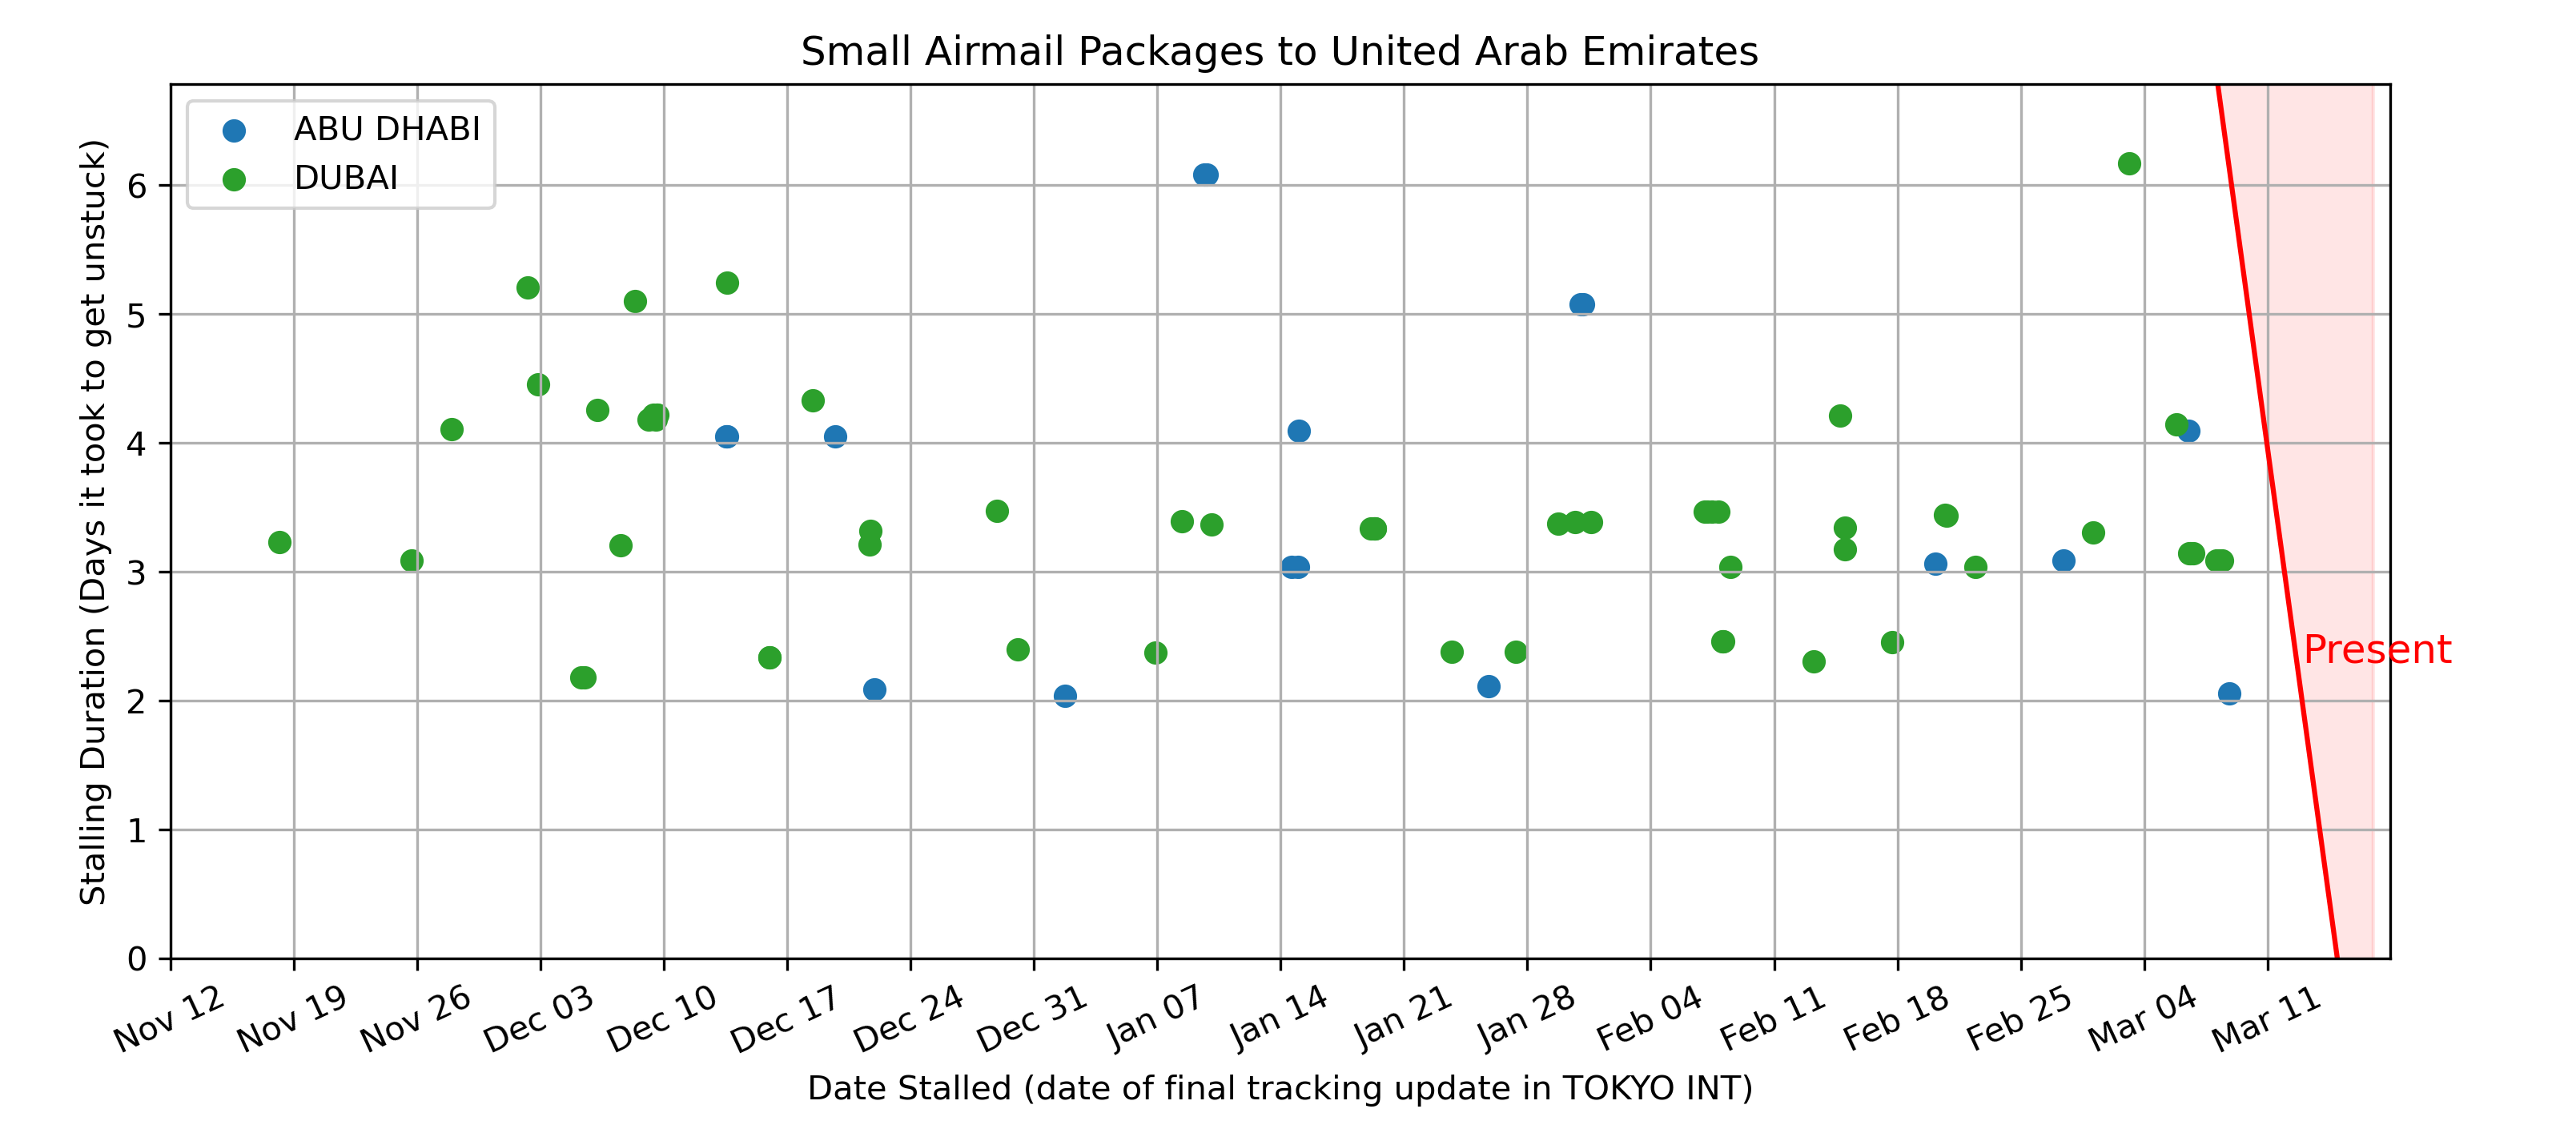 Small Airmail Packages to United Arab Emirates
ABU DHABI
DUBAI
Stalling Duration (Days it took to get unstuck)
6
5
4
3
2
1
0
Present
Nov 12
Nov 19
Nov 26
Dec 03
Dec 10
Dec 17
Dec 24
Dec 31
Jan 07
Jan 14
Jan 21
Jan 28
Feb 04
Feb 11
Feb 18
Feb 25
Mar 04
Mar 11
Date Stalled (date of final tracking update in TOKYO INT)